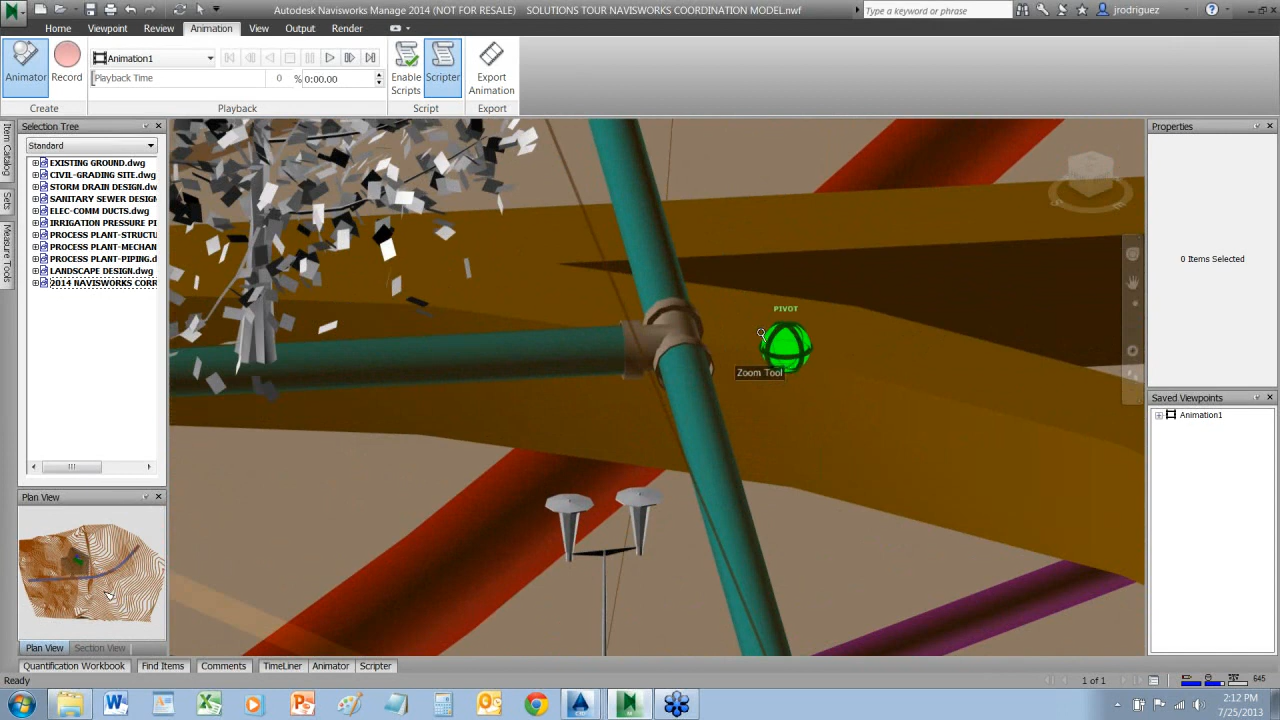 Autodesk Navisworks Manage 2014 (NOT FOR RESALE) SOLUTIONS TOUR NAVISWORKS COORDINATION MODEL.nwf
Type a keyword or phrase
jrodriguez
Home Viewpoint Review Animation View Output Render
Animation1
Playback Time 0 % 0:00.00
Animator Record Enable Scripts Scripter Export Animation
Create Playback Script Export
Selection Tree
Standard
EXISTING GROUND.dwg
CIVIL-GRADING SITE.dwg
STORM DRAIN DESIGN.dw
SANITARY SEWER DESIGN
ELEC-COMM DUCTS.dwg
IRRIGATION PRESSURE PI
PROCESS PLANT-STRUCTU
PROCESS PLANT-MECHAN
PROCESS PLANT-PIPING.d
LANDSCAPE DESIGN.dwg
2014 NAVISWORKS CORR
Item Catalog
Sets
Measure Tools
PIVOT
Zoom Tool
Properties
0 Items Selected
Saved Viewpoints
Animation1
Plan View
Plan View Section View
Quantification Workbook Find Items Comments TimeLiner Animator Scripter
Ready
1 of 1
645
2:12 PM
7/25/2013